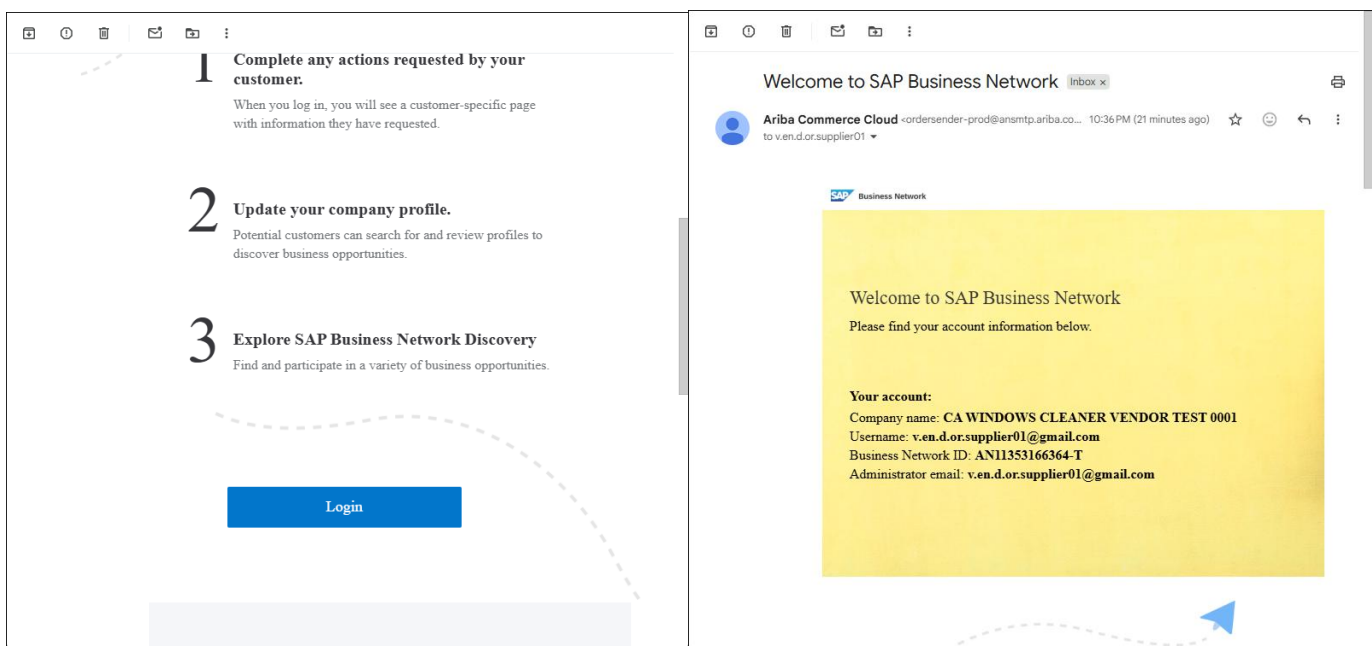 1
Complete any actions requested by your
customer.
When you log in, you will see a customer-specific page
with information they have requested.
2
Update your company profile.
Potential customers can search for and review profiles to
discover business opportunities.
3
Explore SAP Business Network Discovery
Find and participate in a variety of business opportunities.
Login
Welcome to SAP Business Network Inbox ×
Ariba Commerce Cloud <ordersender-prod@ansmtp.ariba.co... 10:36 PM (21 minutes ago)
to v.en.d.or.supplier01
SAP Business Network
Welcome to SAP Business Network
Please find your account information below.
Your account:
Company name: CA WINDOWS CLEANER VENDOR TEST 0001
Username: v.en.d.or.supplier01@gmail.com
Business Network ID: AN11353166364-T
Administrator email: v.en.d.or.supplier01@gmail.com